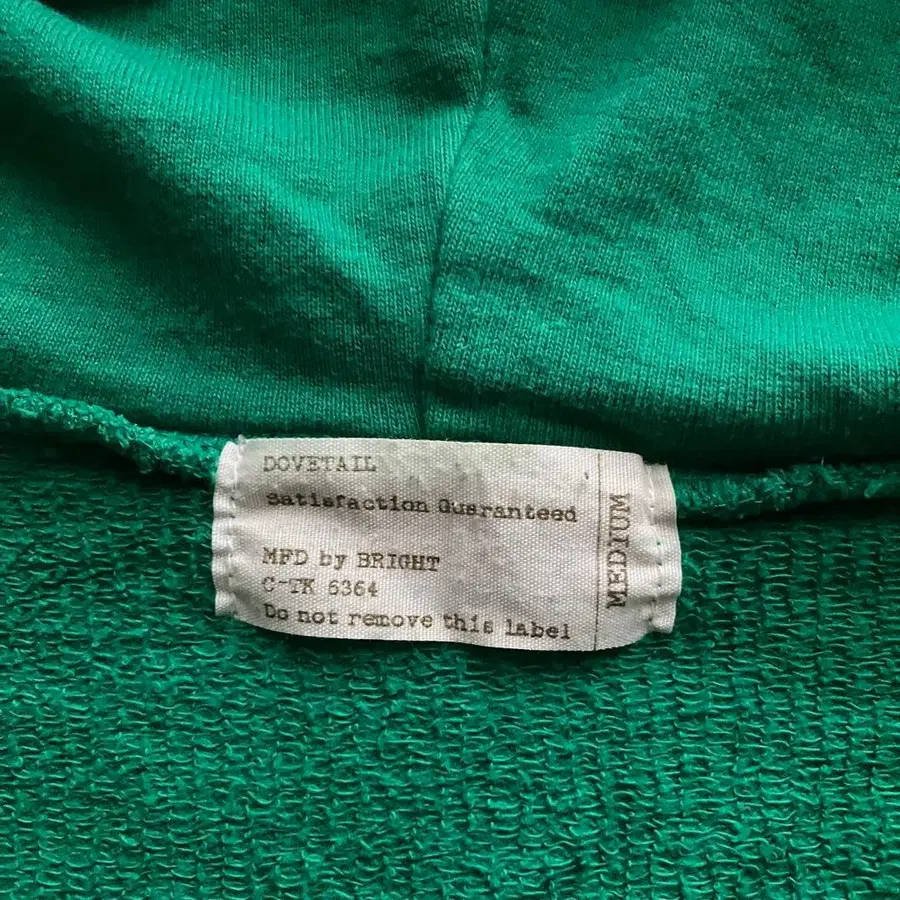 DOVETAIL
Satisfaction Guaranteed
MFD by BRIGHT
C-TK 6364
Do not remove this label
MEDIUM